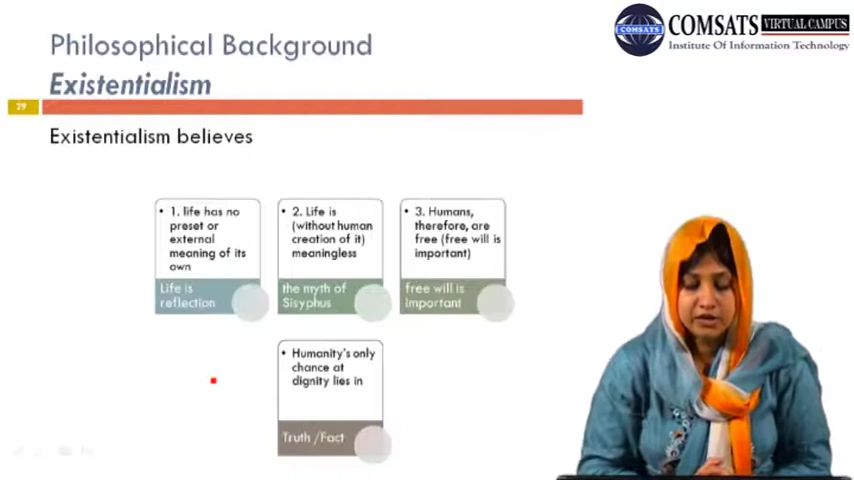 Philosophical Background
Existentialism
29
COMSATS VIRTUAL CAMPUS
COMSATS
Institute Of Information Technology
Existentialism believes
• 1. life has no
preset or
external
meaning of its
own
Life is
reflection
• 2. Life is
(without human
creation of it)
meaningless
the myth of
Sisyphus
• 3. Humans,
therefore, are
free (free will is
important)
free will is
important
• Humanity's only
chance at
dignity lies in
Truth /Fact